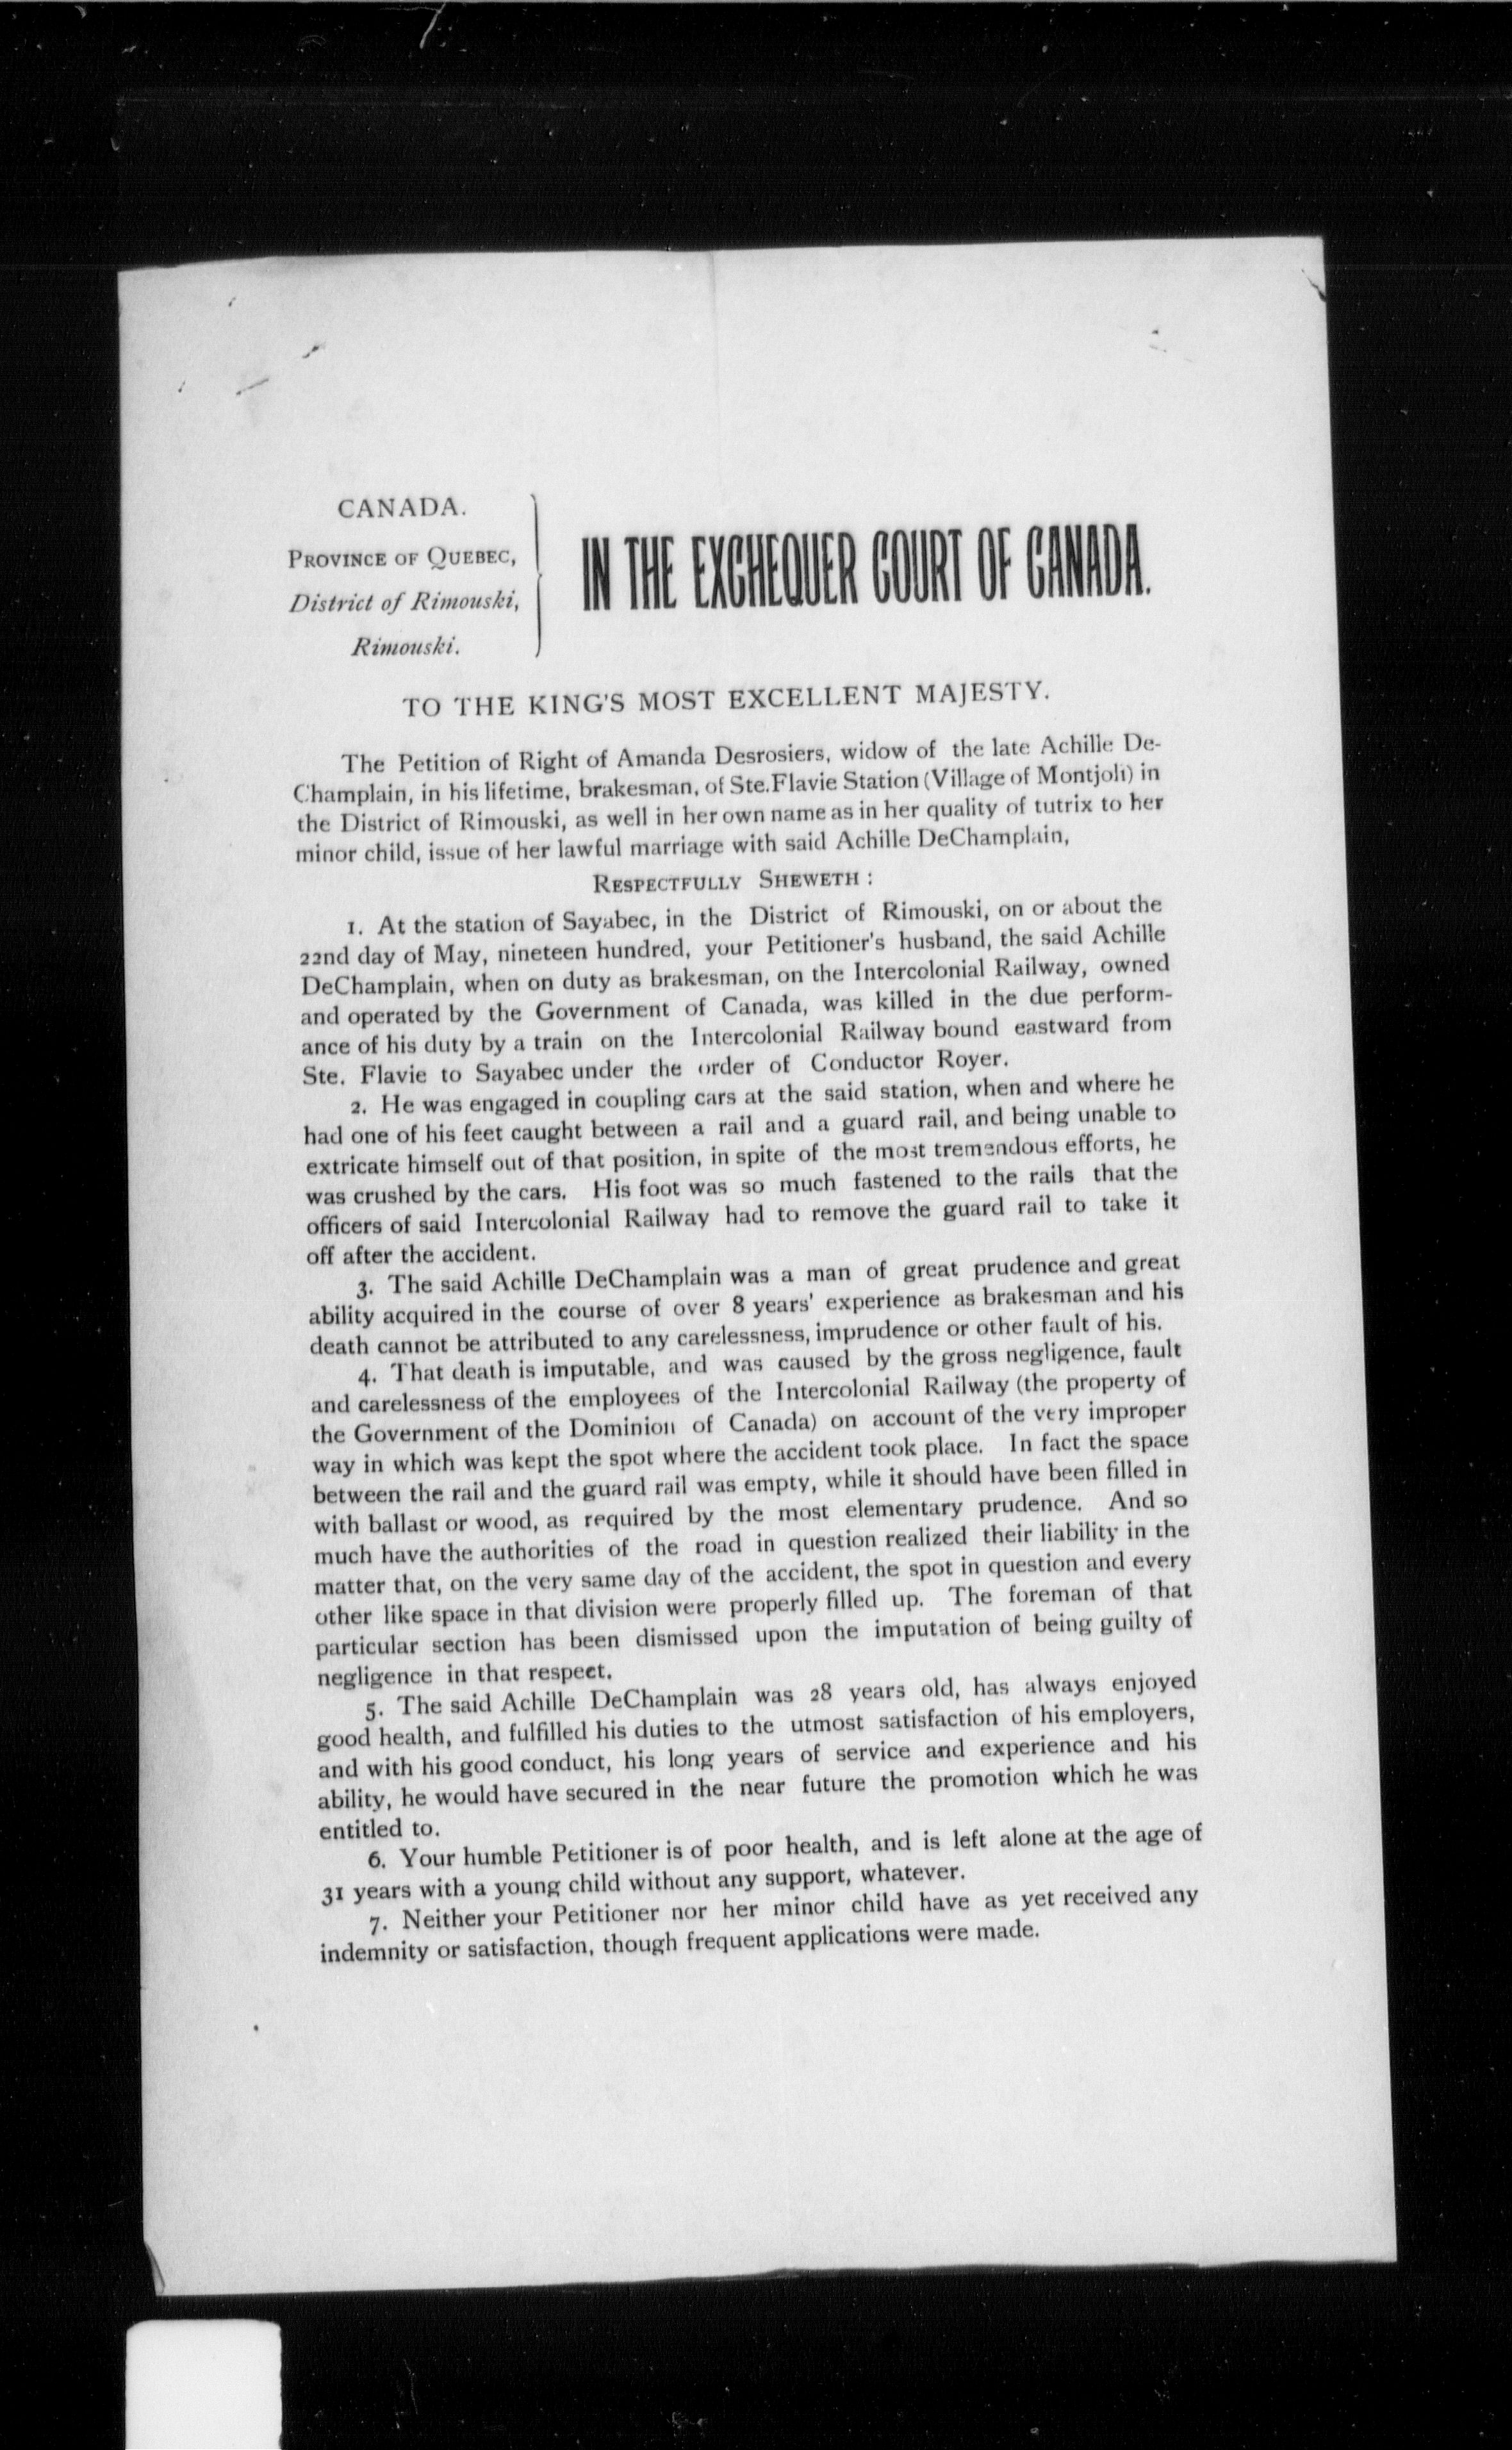 CANADA.
PROVINCE OF QUEBEC,
District of Rimouski,
Rimouski.
IN THE EXCHEQUER COURT OF CANADA.
TO THE KING'S MOST EXCELLENT MAJESTY.
The Petition of Right of Amanda Desrosiers, widow of the late Achille De-
Champlain, in his lifetime, brakesman, of Ste. Flavie Station (Village of Montjoli) in
the District of Rimouski, as well in her own name as in her quality of tutrix to her
minor child, issue of her lawful marriage with said Achille DeChamplain,
RESPECTFULLY SHEWETH :
1. At the station of Sayabec, in the District of Rimouski, on or about the
22nd day of May, nineteen hundred, your Petitioner's husband, the said Achille
DeChamplain, when on duty as brakesman, on the Intercolonial Railway, owned
and operated by the Government of Canada, was killed in the due perform-
ance of his duty by a train on the Intercolonial Railway bound eastward from
Ste. Flavie to Sayabec under the order of Conductor Royer.
2. He was engaged in coupling cars at the said station, when and where he
had one of his feet caught between a rail and a guard rail, and being unable to
extricate himself out of that position, in spite of the most tremendous efforts, he
was crushed by the cars. His foot was so much fastened to the rails that the
officers of said Intercolonial Railway had to remove the guard rail to take it
off after the accident.
3. The said Achille DeChamplain was a man of great prudence and great
ability acquired in the course of over 8 years' experience as brakesman and his
death cannot be attributed to any carelessness, imprudence or other fault of his.
4. That death is imputable, and was caused by the gross negligence, fault
and carelessness of the employees of the Intercolonial Railway (the property of
the Government of the Dominion of Canada) on account of the very improper
way in which was kept the spot where the accident took place. In fact the space
between the rail and the guard rail was empty, while it should have been filled in
with ballast or wood, as required by the most elementary prudence. And so
much have the authorities of the road in question realized their liability in the
matter that, on the very same day of the accident, the spot in question and every
other like space in that division were properly filled up. The foreman of that
particular section has been dismissed upon the imputation of being guilty of
negligence in that respect.
5. The said Achille DeChamplain was 28 years old, has always enjoyed
good health, and fulfilled his duties to the utmost satisfaction of his employers,
and with his good conduct, his long years of service and experience and his
ability, he would have secured in the near future the promotion which he was
entitled to.
6. Your humble Petitioner is of poor health, and is left alone at the age of
31 years with a young child without any support, whatever.
7. Neither your Petitioner nor her minor child have as yet received any
indemnity or satisfaction, though frequent applications were made.